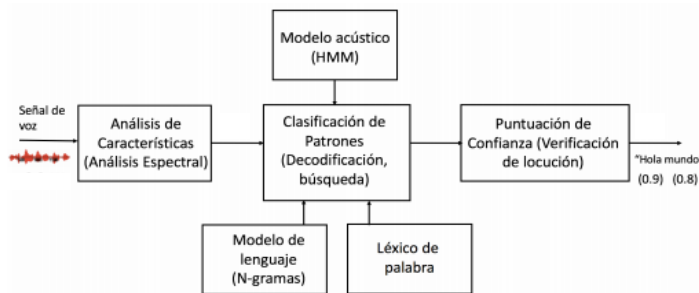 Modelo acústico
(HMM)
Señal de
voz
Análisis de
Características
(Análisis Espectral)
Clasificación de
Patrones
(Decodificación,
búsqueda)
Puntuación de
Confianza (Verificación
de locución)
"Hola mundo
(0.9) (0.8)
Modelo de
lenguaje
(N-gramas)
Léxico de
palabra